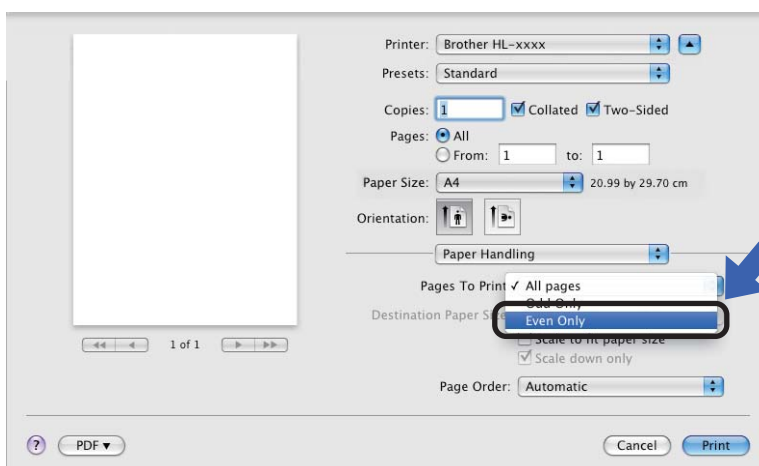 Printer: Brother HL-xxxx
Presets: Standard
Copies: 1 Collated Two-Sided
Pages: All
From: 1 to: 1
Paper Size: A4 20.99 by 29.70 cm
Orientation:
Paper Handling
Pages To Print All pages
Odd Only
Destination Paper Si Even Only
Scale to fit paper size
Scale down only
1 of 1
Page Order: Automatic
? PDF Cancel Print